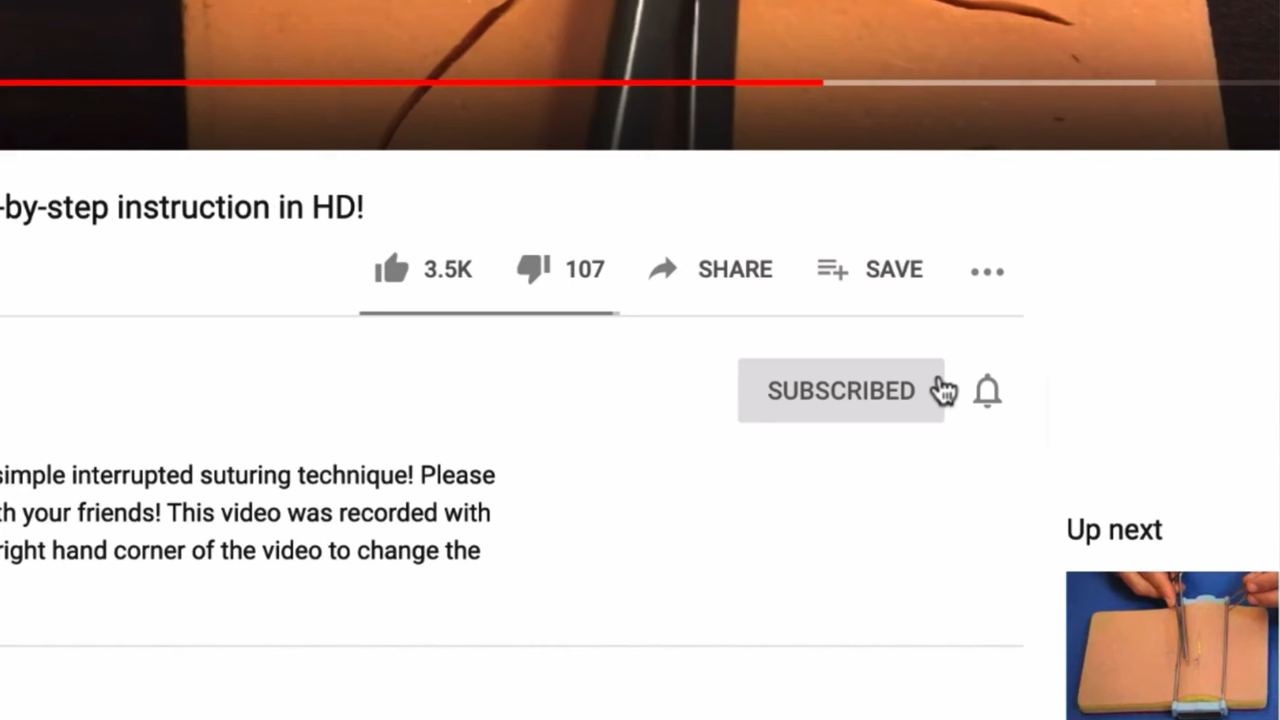 -by-step instruction in HD!
3.5K 107 SHARE SAVE
SUBSCRIBED
simple interrupted suturing technique! Please
th your friends! This video was recorded with
right hand corner of the video to change the
Up next